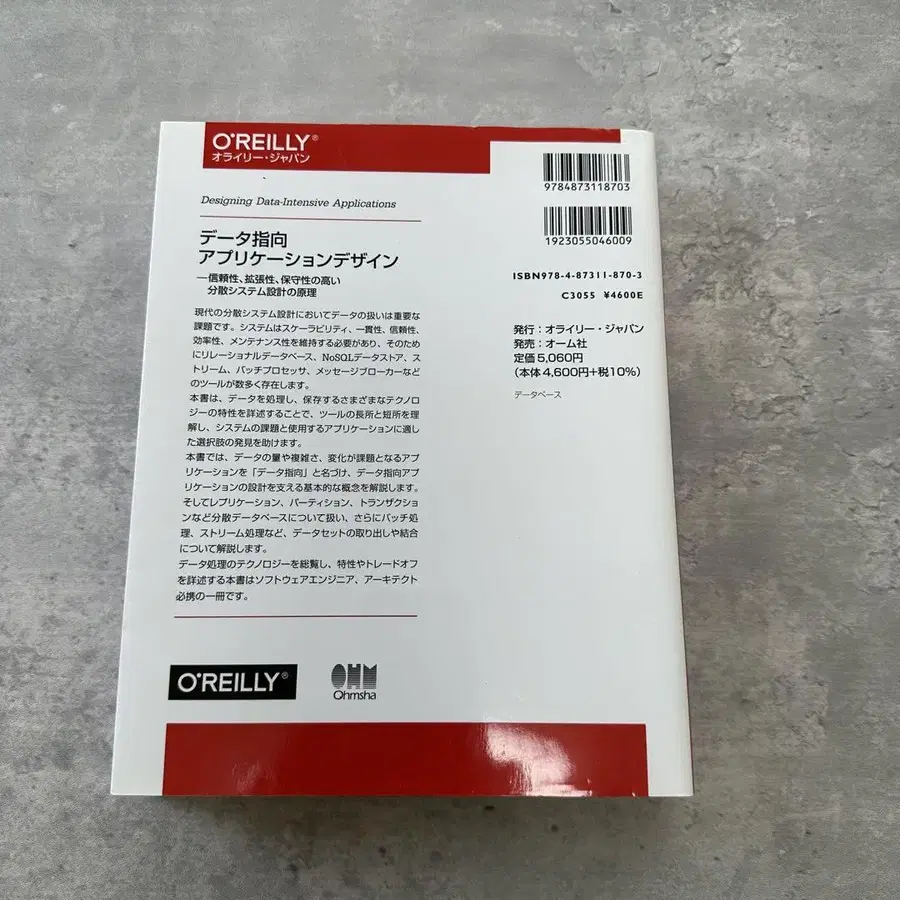 O'REILLY®
オライリー・ジャパン
Designing Data-Intensive Applications
データ指向
アプリケーションデザイン
―信頼性、拡張性、保守性の高い
分散システム設計の原理
現代の分散システム設計においてデータの扱いは重要な
課題です。システムはスケーラビリティ、一貫性、信頼性、
効率性、メンテナンス性を維持する必要があり、そのため
にリレーショナルデータベース、NoSQLデータストア、ス
トリーム、バッチプロセッサ、メッセージブローカーなど
のツールが数多く存在します。
本書は、データを処理し、保存するさまざまなテクノロ
ジーの特性を詳述することで、ツールの長所と短所を理
解し、システムの課題と使用するアプリケーションに適し
た選択肢の発見を助けます。
本書では、データの量や複雑さ、変化が課題となるアプ
リケーションを「データ指向」と名づけ、データ指向アプ
リケーションの設計を支える基本的な概念を解説します。
そしてレプリケーション、パーティション、トランザクショ
ンなど分散データベースについて扱い、さらにバッチ処
理、ストリーム処理など、データセットの取り出しや結合
について解説します。
データ処理のテクノロジーを総覧し、特性やトレードオフ
を詳述する本書はソフトウェアエンジニア、アーキテクト
必携の一冊です。
O'REILLY®
OHM
Ohmsha
9784873118703
1923055046009
ISBN978-4-87311-870-3
C3055 ¥4600E
発行：オライリー・ジャパン
発売：オーム社
定価5,060円
（本体4,600円+税10%）
データベース